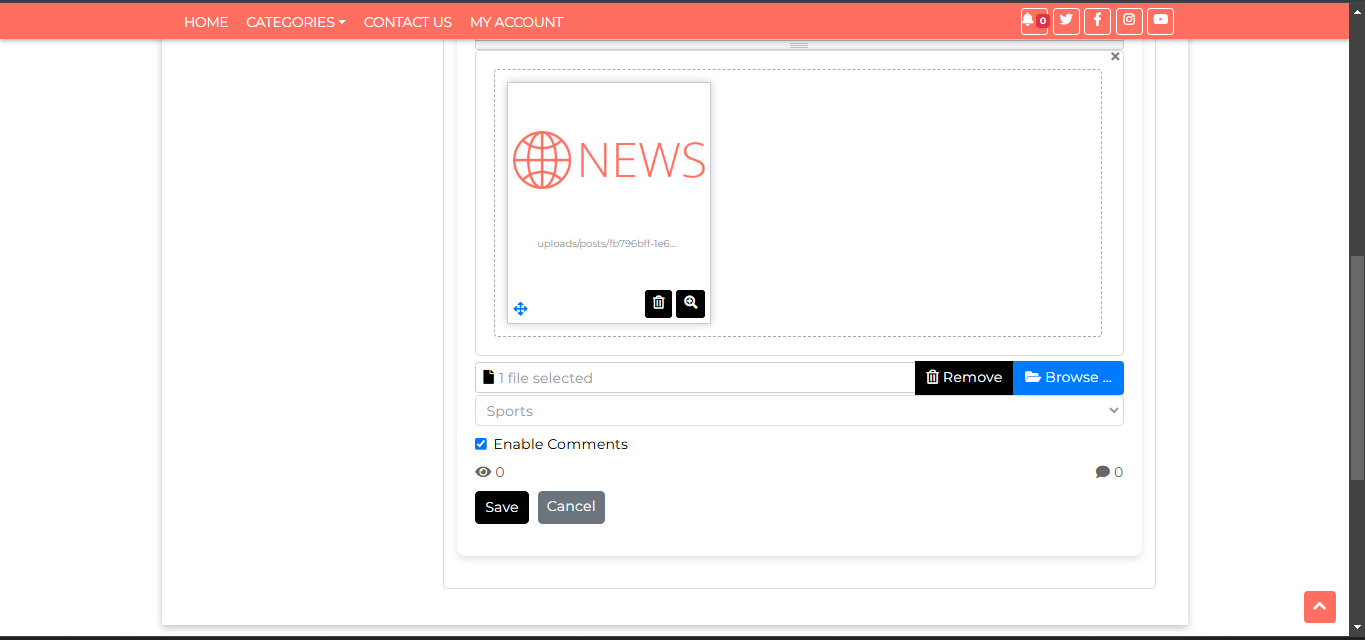 HOME CATEGORIES CONTACT US MY ACCOUNT 0
×
NEWS
uploads/posts/fb796bff-1e6...
1 file selected Remove Browse ...
Sports
Enable Comments
0 0
Save Cancel